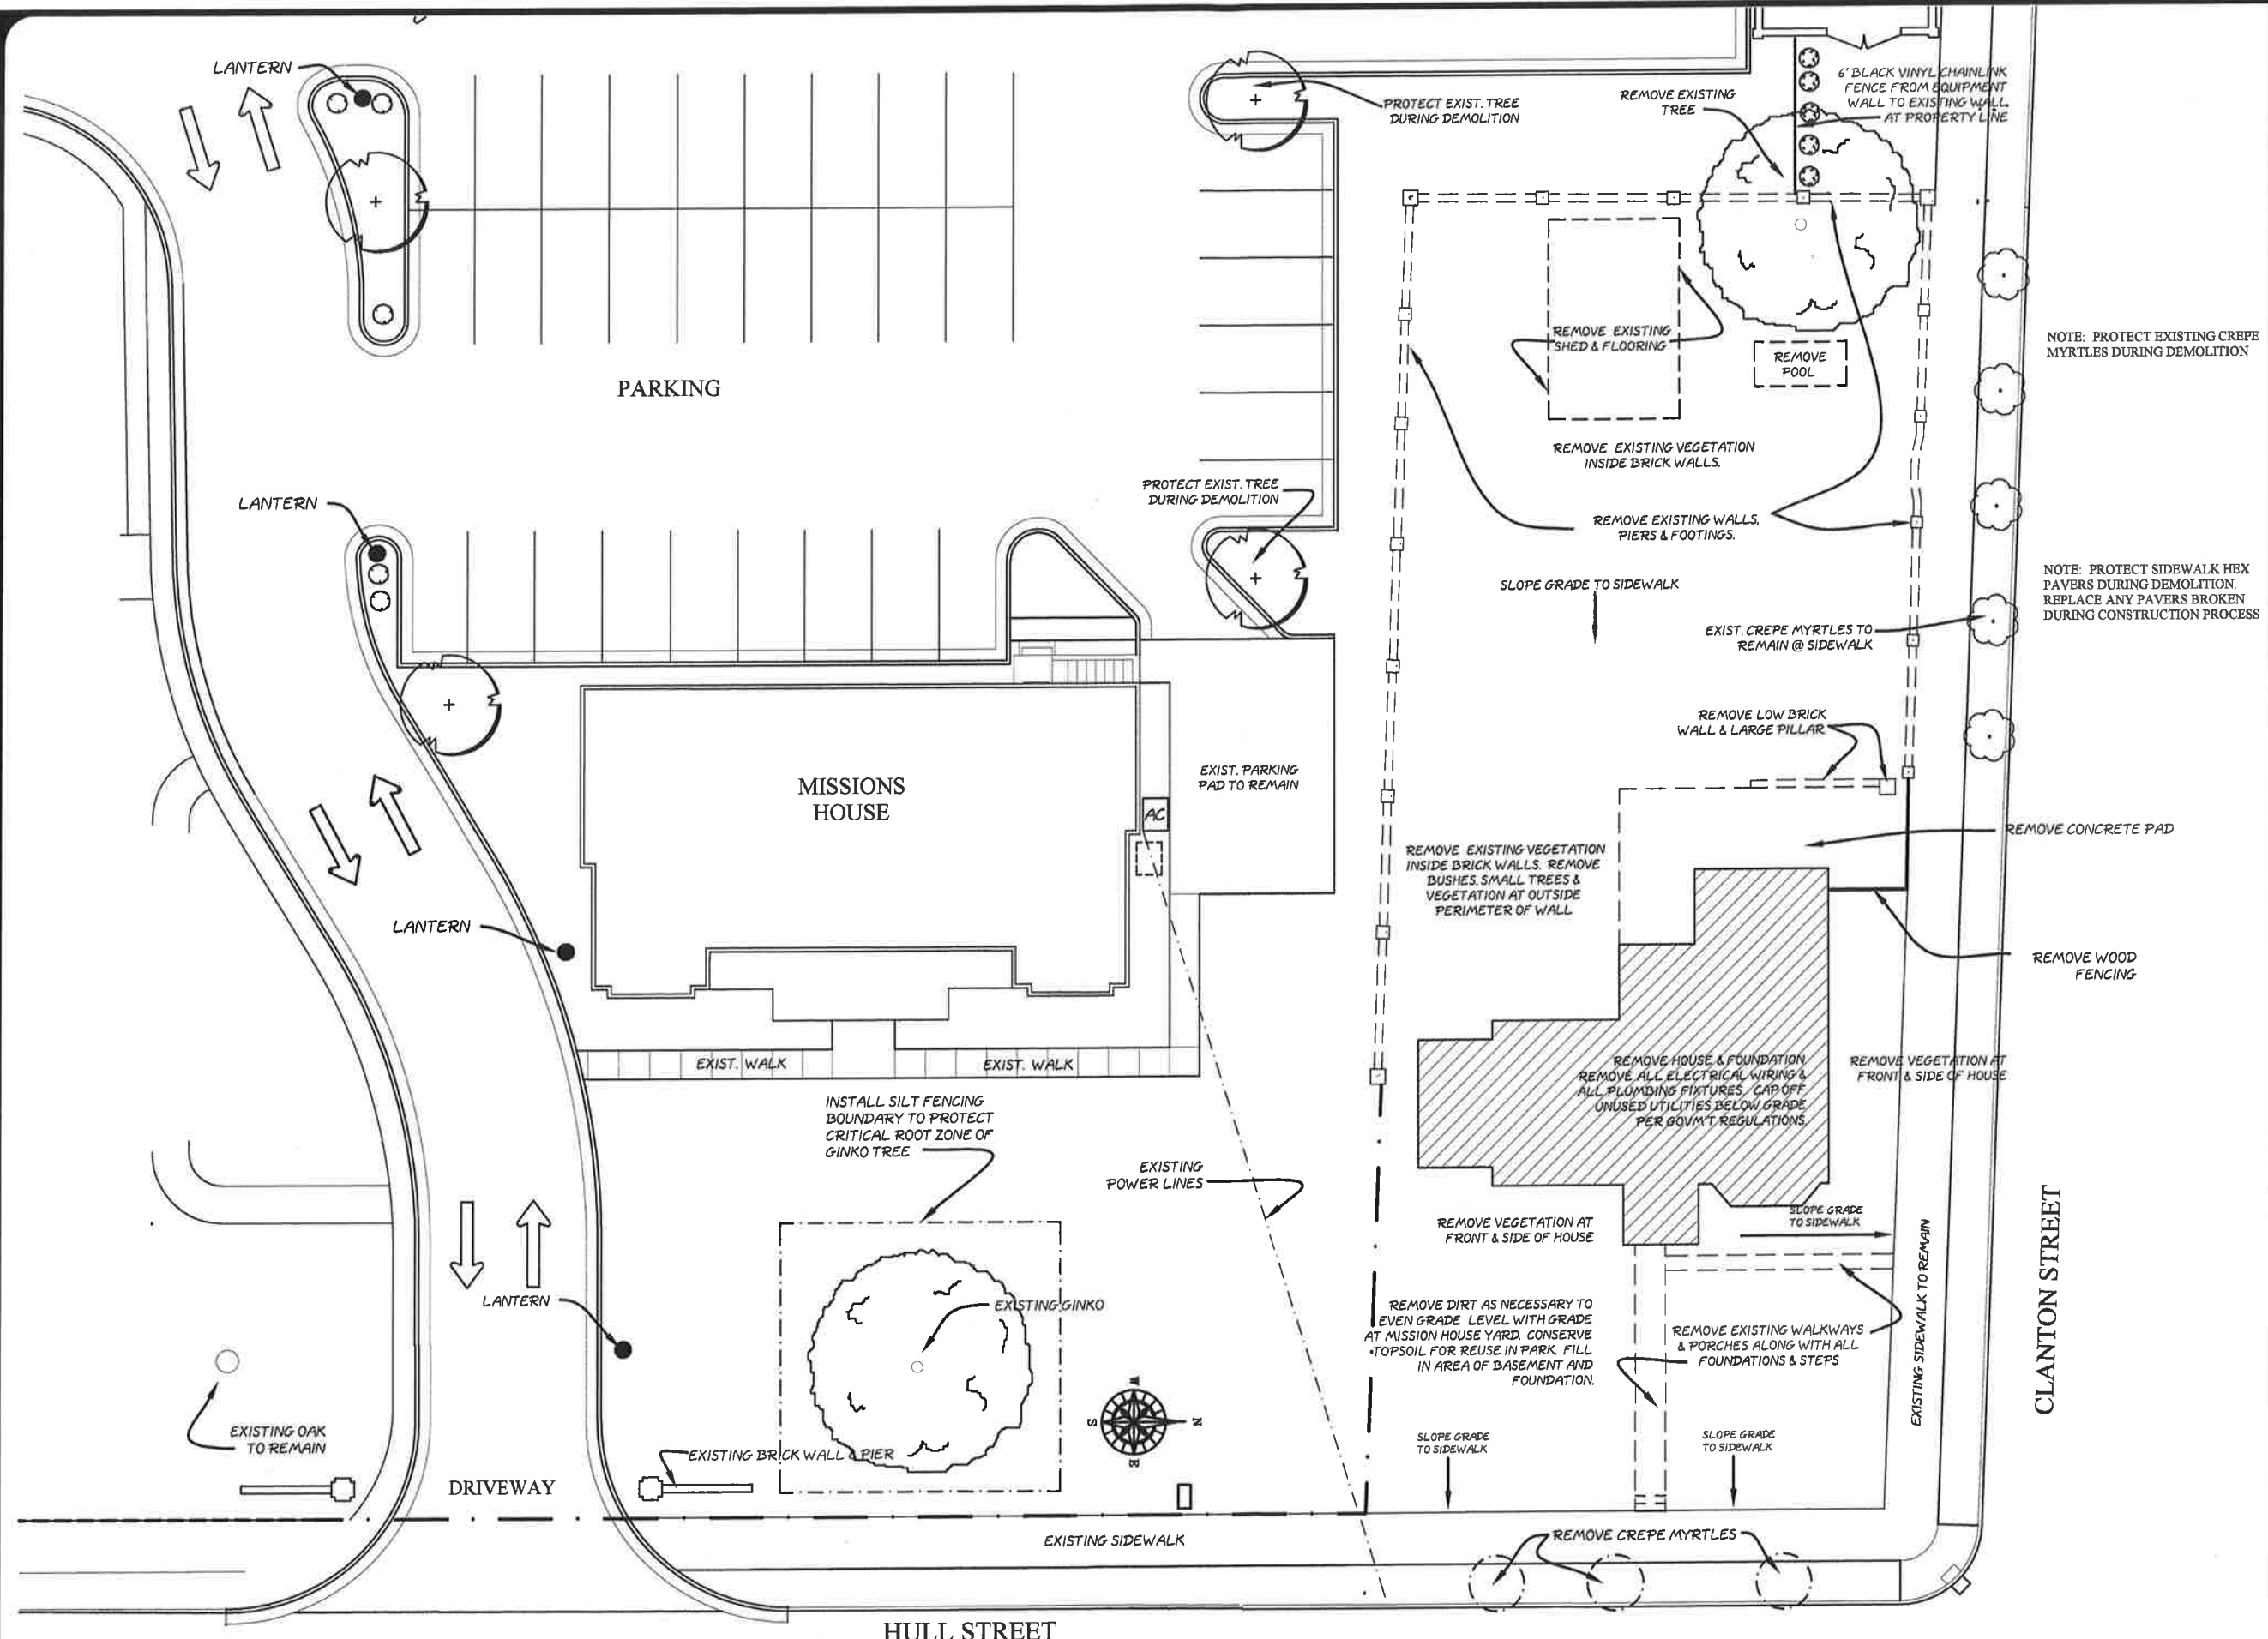 LANTERN
PROTECT EXIST. TREE
DURING DEMOLITION
REMOVE EXISTING
TREE
6' BLACK VINYL CHAINLINK
FENCE FROM EQUIPMENT
WALL TO EXISTING WALL
AT PROPERTY LINE
REMOVE EXISTING
SHED & FLOORING
REMOVE
POOL
NOTE: PROTECT EXISTING CREPE
MYRTLES DURING DEMOLITION
PARKING
REMOVE EXISTING VEGETATION
INSIDE BRICK WALLS.
LANTERN
PROTECT EXIST. TREE
DURING DEMOLITION
REMOVE EXISTING WALLS,
PIERS & FOOTINGS.
SLOPE GRADE TO SIDEWALK
NOTE: PROTECT SIDEWALK HEX
PAVERS DURING DEMOLITION.
REPLACE ANY PAVERS BROKEN
DURING CONSTRUCTION PROCESS
EXIST. CREPE MYRTLES TO
REMAIN @ SIDEWALK
REMOVE LOW BRICK
WALL & LARGE PILLAR
MISSIONS
HOUSE
EXIST. PARKING
PAD TO REMAIN
AC
REMOVE CONCRETE PAD
REMOVE EXISTING VEGETATION
INSIDE BRICK WALLS. REMOVE
BUSHES, SMALL TREES &
VEGETATION AT OUTSIDE
PERIMETER OF WALL
LANTERN
REMOVE WOOD
FENCING
EXIST. WALK
EXIST. WALK
REMOVE HOUSE & FOUNDATION
REMOVE ALL ELECTRICAL WIRING &
ALL PLUMBING FIXTURES. CAP OFF
UNUSED UTILITIES BELOW GRADE
PER GOVM'T REGULATIONS.
REMOVE VEGETATION AT
FRONT & SIDE OF HOUSE
INSTALL SILT FENCING
BOUNDARY TO PROTECT
CRITICAL ROOT ZONE OF
GINKO TREE
EXISTING
POWER LINES
REMOVE VEGETATION AT
FRONT & SIDE OF HOUSE
SLOPE GRADE
TO SIDEWALK
EXISTING SIDEWALK TO REMAIN
CLANTON STREET
LANTERN
EXISTING GINKO
REMOVE DIRT AS NECESSARY TO
EVEN GRADE LEVEL WITH GRADE
AT MISSION HOUSE YARD. CONSERVE
TOPSOIL FOR REUSE IN PARK. FILL
IN AREA OF BASEMENT AND
FOUNDATION.
REMOVE EXISTING WALKWAYS
& PORCHES ALONG WITH ALL
FOUNDATIONS & STEPS
W
S
N
E
EXISTING OAK
TO REMAIN
EXISTING BRICK WALL & PIER
SLOPE GRADE
TO SIDEWALK
SLOPE GRADE
TO SIDEWALK
DRIVEWAY
EXISTING SIDEWALK
REMOVE CREPE MYRTLES
HULL STREET